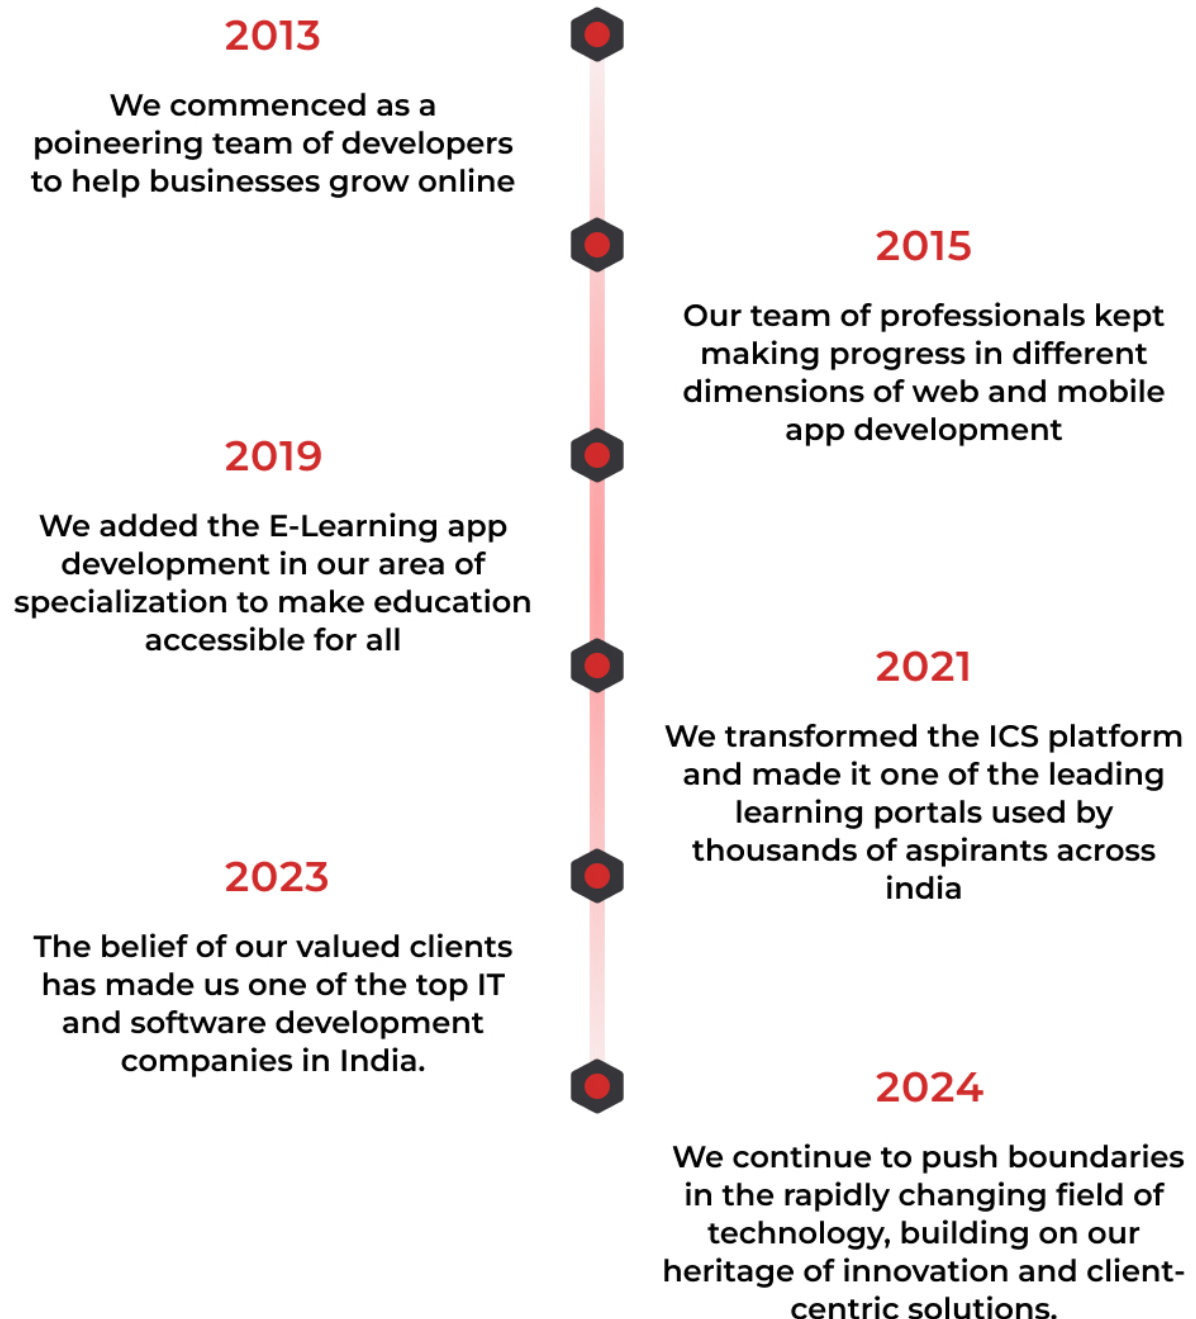 2013
We commenced as a
poineering team of developers
to help businesses grow online
2015
Our team of professionals kept
making progress in different
dimensions of web and mobile
app development
2019
We added the E-Learning app
development in our area of
specialization to make education
accessible for all
2021
We transformed the ICS platform
and made it one of the leading
learning portals used by
thousands of aspirants across
india
2023
The belief of our valued clients
has made us one of the top IT
and software development
companies in India.
2024
We continue to push boundaries
in the rapidly changing field of
technology, building on our
heritage of innovation and client-
centric solutions.